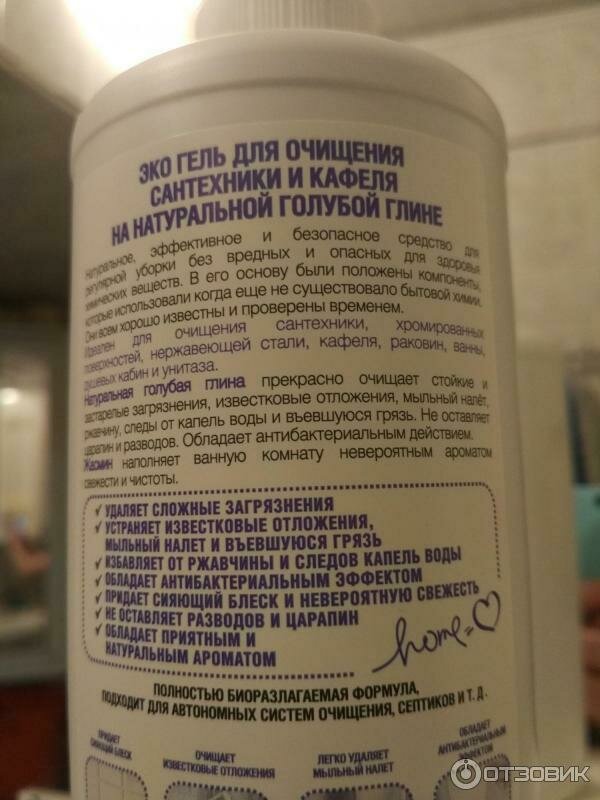 ЭКО ГЕЛЬ ДЛЯ ОЧИЩЕНИЯ
САНТЕХНИКИ И КАФЕЛЯ
НА НАТУРАЛЬНОЙ ГОЛУБОЙ ГЛИНЕ
Натуральное, эффективное и безопасное средство для
регулярной уборки без вредных и опасных для здоровья
химических веществ. В его основу были положены компоненты,
которые использовали когда еще не существовало бытовой химии.
Они всем хорошо известны и проверены временем.
Идеален для очищения сантехники, хромированных
поверхностей, нержавеющей стали, кафеля, раковин, ванны,
душевых кабин и унитаза.
Натуральная голубая глина прекрасно очищает стойкие и
застарелые загрязнения, известковые отложения, мыльный налёт,
ржавчину, следы от капель воды и въевшуюся грязь. Не оставляет
царапин и разводов. Обладает антибактериальным действием.
Жасмин наполняет ванную комнату невероятным ароматом
свежести и чистоты.
✓ УДАЛЯЕТ СЛОЖНЫЕ ЗАГРЯЗНЕНИЯ
✓ УСТРАНЯЕТ ИЗВЕСТКОВЫЕ ОТЛОЖЕНИЯ,
МЫЛЬНЫЙ НАЛЕТ И ВЪЕВШУЮСЯ ГРЯЗЬ
✓ ИЗБАВЛЯЕТ ОТ РЖАВЧИНЫ И СЛЕДОВ КАПЕЛЬ ВОДЫ
✓ ОБЛАДАЕТ АНТИБАКТЕРИАЛЬНЫМ ЭФФЕКТОМ
✓ ПРИДАЕТ СИЯЮЩИЙ БЛЕСК И НЕВЕРОЯТНУЮ СВЕЖЕСТЬ
✓ НЕ ОСТАВЛЯЕТ РАЗВОДОВ И ЦАРАПИН
✓ ОБЛАДАЕТ ПРИЯТНЫМ И
НАТУРАЛЬНЫМ АРОМАТОМ
home=♡
ПОЛНОСТЬЮ БИОРАЗЛАГАЕМАЯ ФОРМУЛА,
ПОДХОДИТ ДЛЯ АВТОНОМНЫХ СИСТЕМ ОЧИЩЕНИЯ, СЕПТИКОВ И Т. Д.
ПРИДАЕТ
СИЯЮЩИЙ БЛЕСК
ОЧИЩАЕТ
ИЗВЕСТКОВЫЕ ОТЛОЖЕНИЯ
ЛЕГКО УДАЛЯЕТ
МЫЛЬНЫЙ НАЛЕТ
ОБЛАДАЕТ
АНТИБАКТЕРИАЛЬНЫМ
ЭФФЕКТОМ
ОТЗОВИК